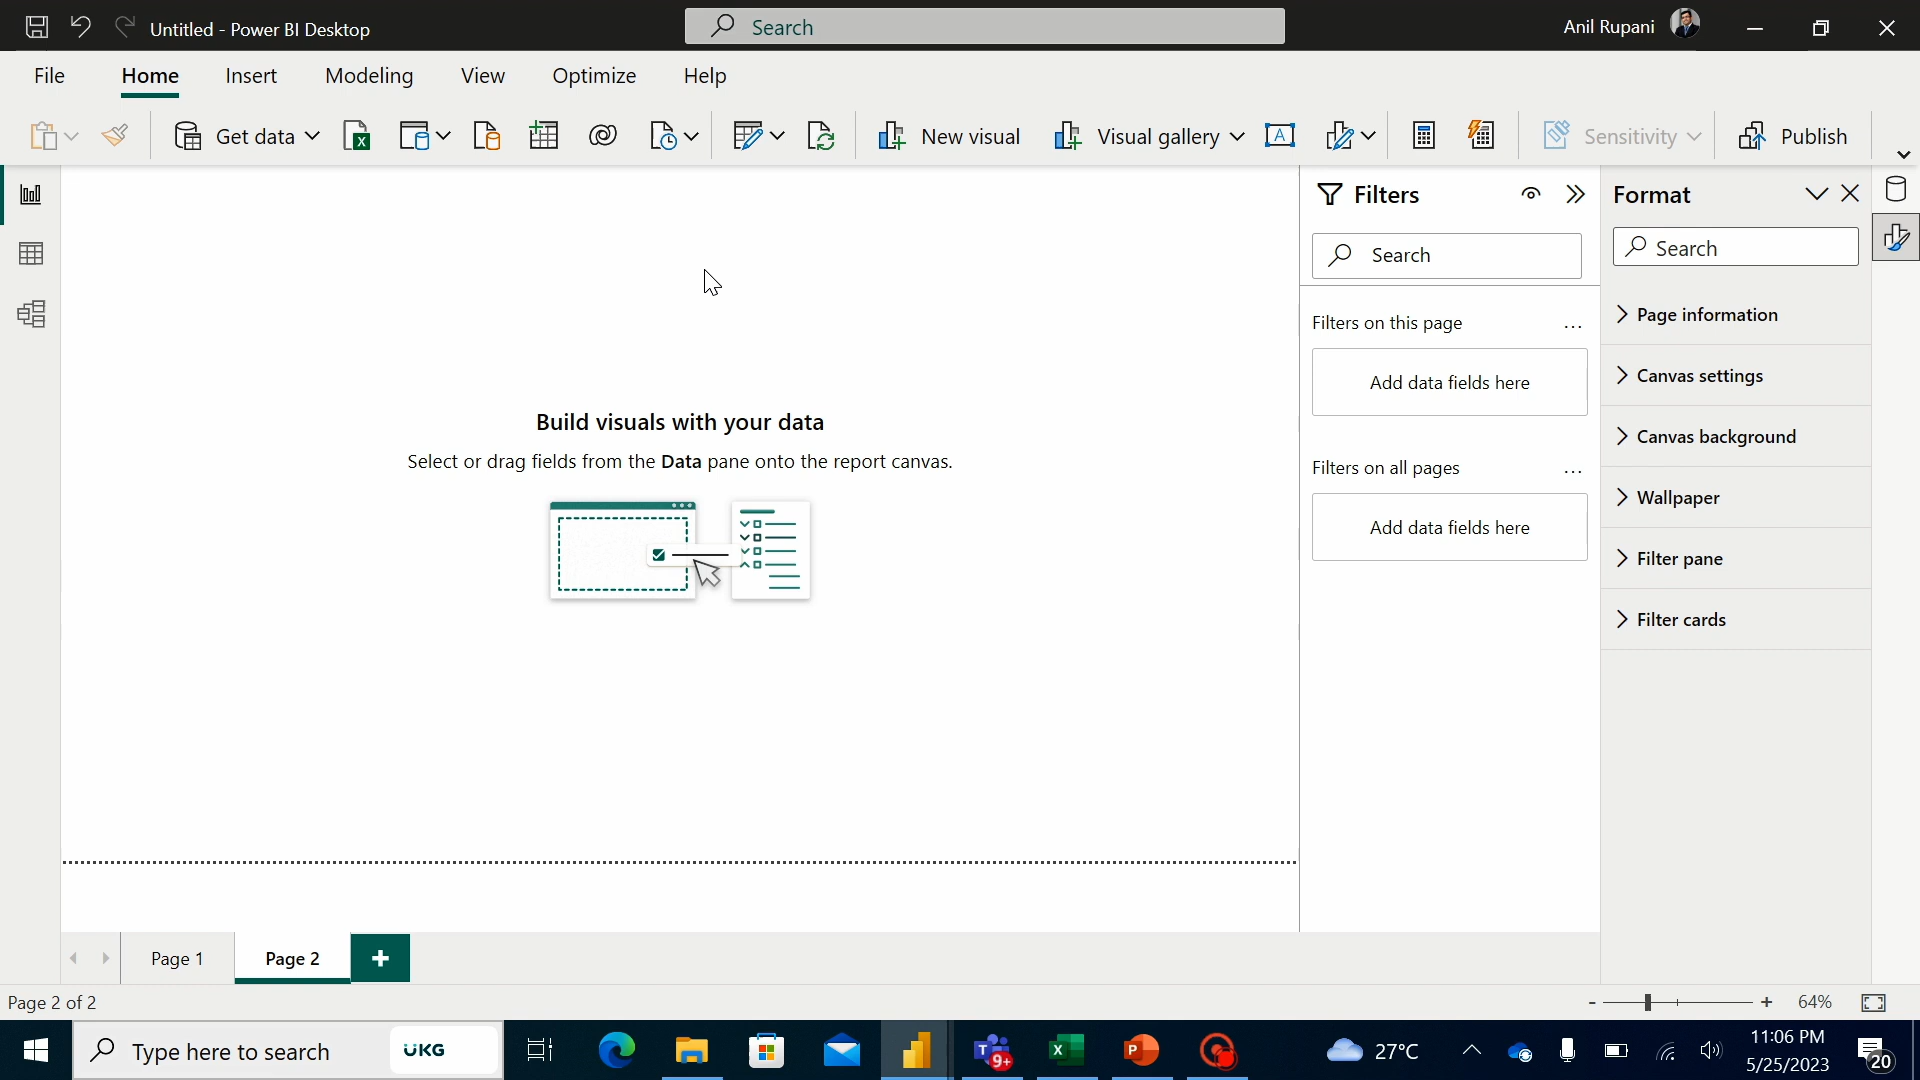 Untitled - Power BI Desktop
Search
Anil Rupani
File
Home
Insert
Modeling
View
Optimize
Help
Get data
New visual
Visual gallery
Sensitivity
Publish
Filters
Format
Search
Search
Page information
Filters on this page
...
Add data fields here
Canvas settings
Build visuals with your data
Canvas background
Select or drag fields from the Data pane onto the report canvas.
Filters on all pages
...
Wallpaper
Add data fields here
Filter pane
Filter cards
Page 1
Page 2
+
Page 2 of 2
- + 64%
Type here to search
UKG
9+
27°C
11:06 PM
5/25/2023
20